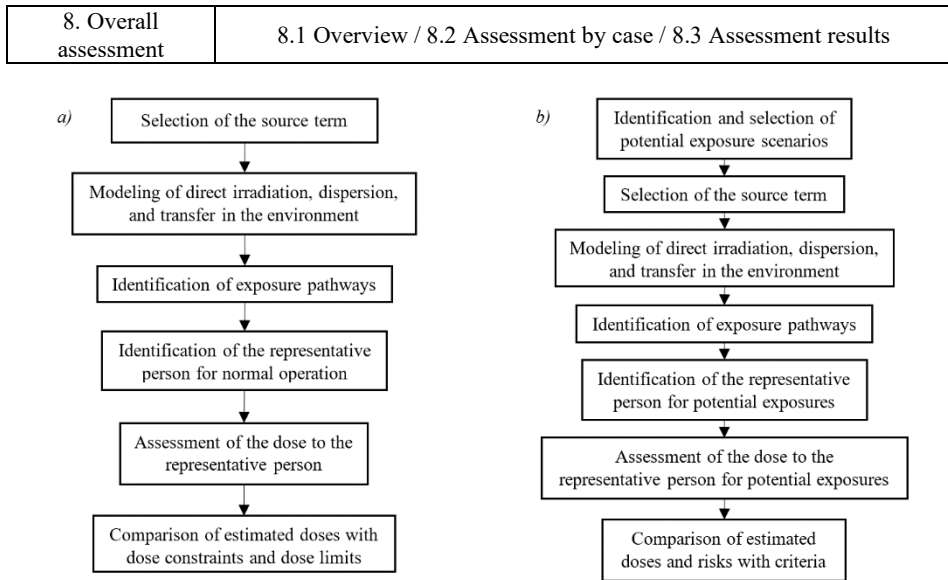 8. Overall
assessment
8.1 Overview / 8.2 Assessment by case / 8.3 Assessment results
a)
Selection of the source term
Modeling of direct irradiation, dispersion,
and transfer in the environment
Identification of exposure pathways
Identification of the representative
person for normal operation
Assessment of the dose to the
representative person
Comparison of estimated doses with
dose constraints and dose limits
b)
Identification and selection of
potential exposure scenarios
Selection of the source term
Modeling of direct irradiation, dispersion,
and transfer in the environment
Identification of exposure pathways
Identification of the representative
person for potential exposures
Assessment of the dose to the
representative person for potential exposures
Comparison of estimated
doses and risks with criteria